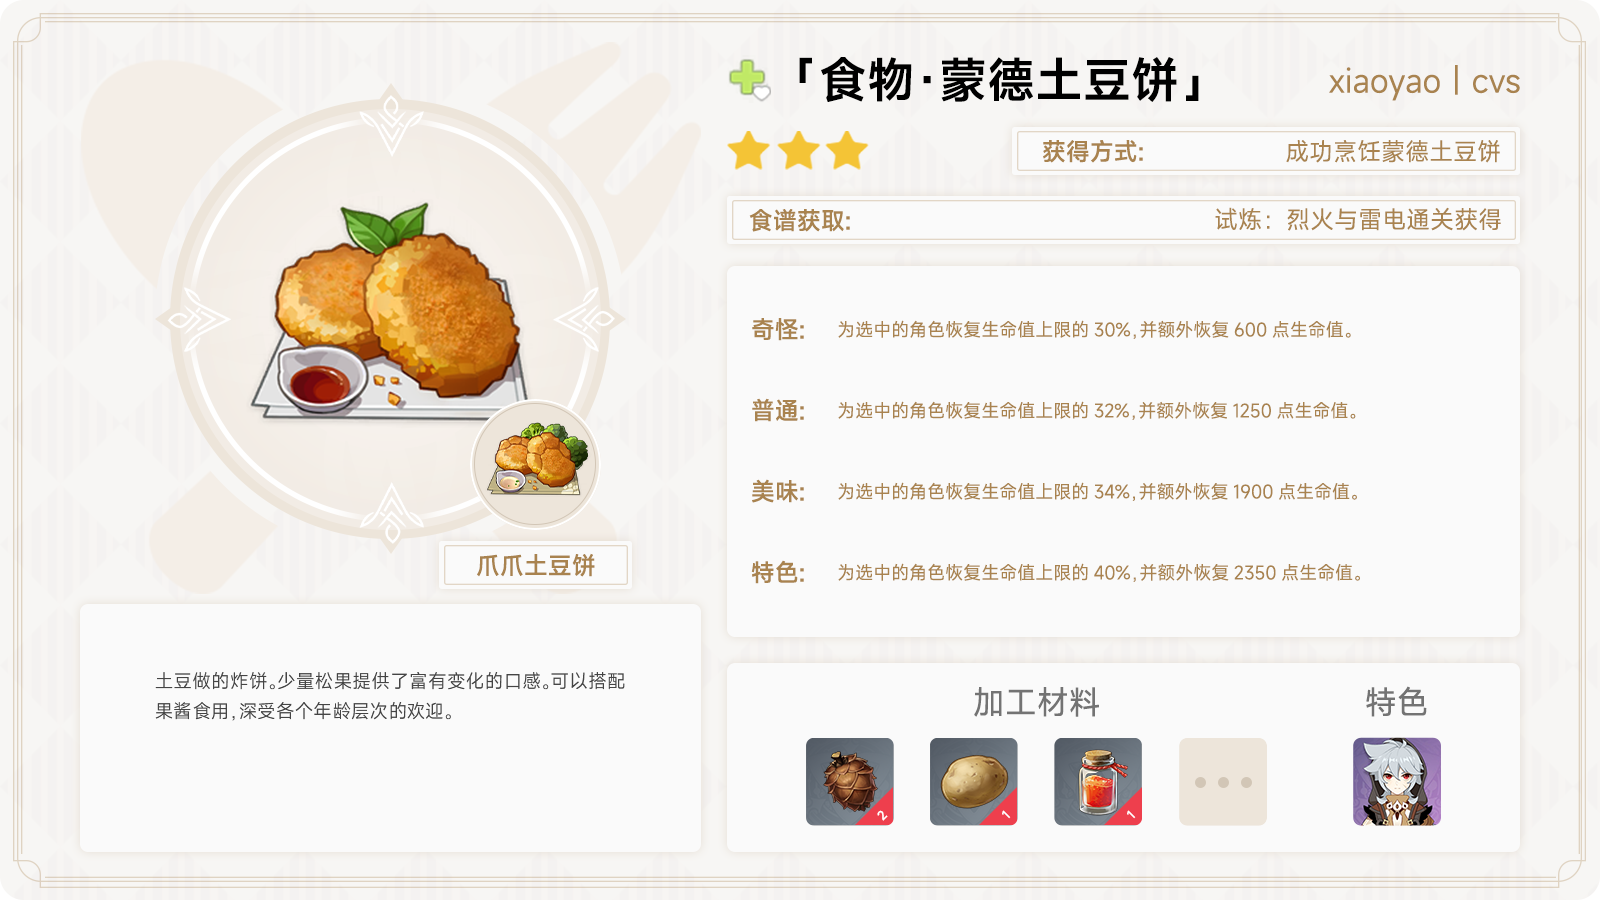 「食物·蒙德土豆饼」
xiaoyao | cvs
获得方式: 成功烹饪蒙德土豆饼
食谱获取: 试炼：烈火与雷电通关获得
奇怪: 为选中的角色恢复生命值上限的 30%,并额外恢复 600 点生命值。
普通: 为选中的角色恢复生命值上限的 32%,并额外恢复 1250 点生命值。
美味: 为选中的角色恢复生命值上限的 34%,并额外恢复 1900 点生命值。
特色: 为选中的角色恢复生命值上限的 40%,并额外恢复 2350 点生命值。
爪爪土豆饼
土豆做的炸饼。少量松果提供了富有变化的口感。可以搭配
果酱食用,深受各个年龄层次的欢迎。
加工材料 特色
2 1 1